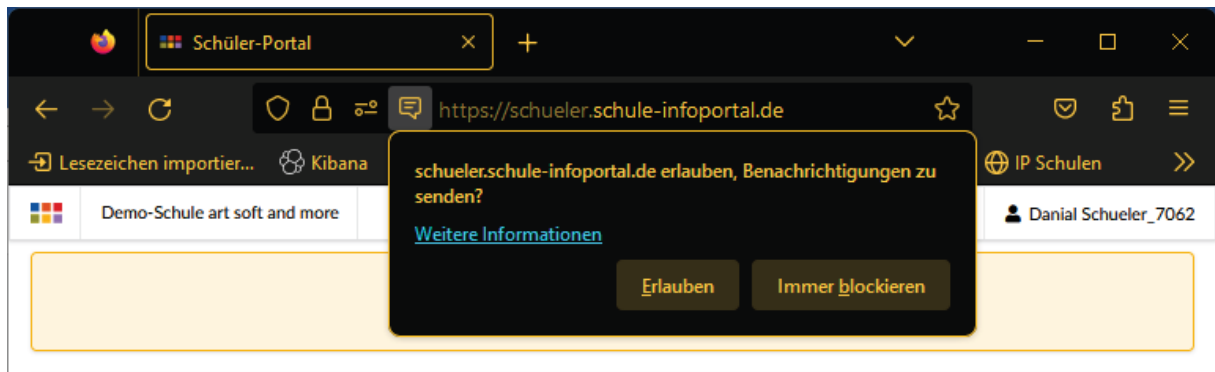 Schüler-Portal
https://schueler.schule-infoportal.de
Lesezeichen importier... Kibana IP Schulen
schueler.schule-infoportal.de erlauben, Benachrichtigungen zu
senden?
Weitere Informationen
Erlauben Immer blockieren
Demo-Schule art soft and more Danial Schueler_7062